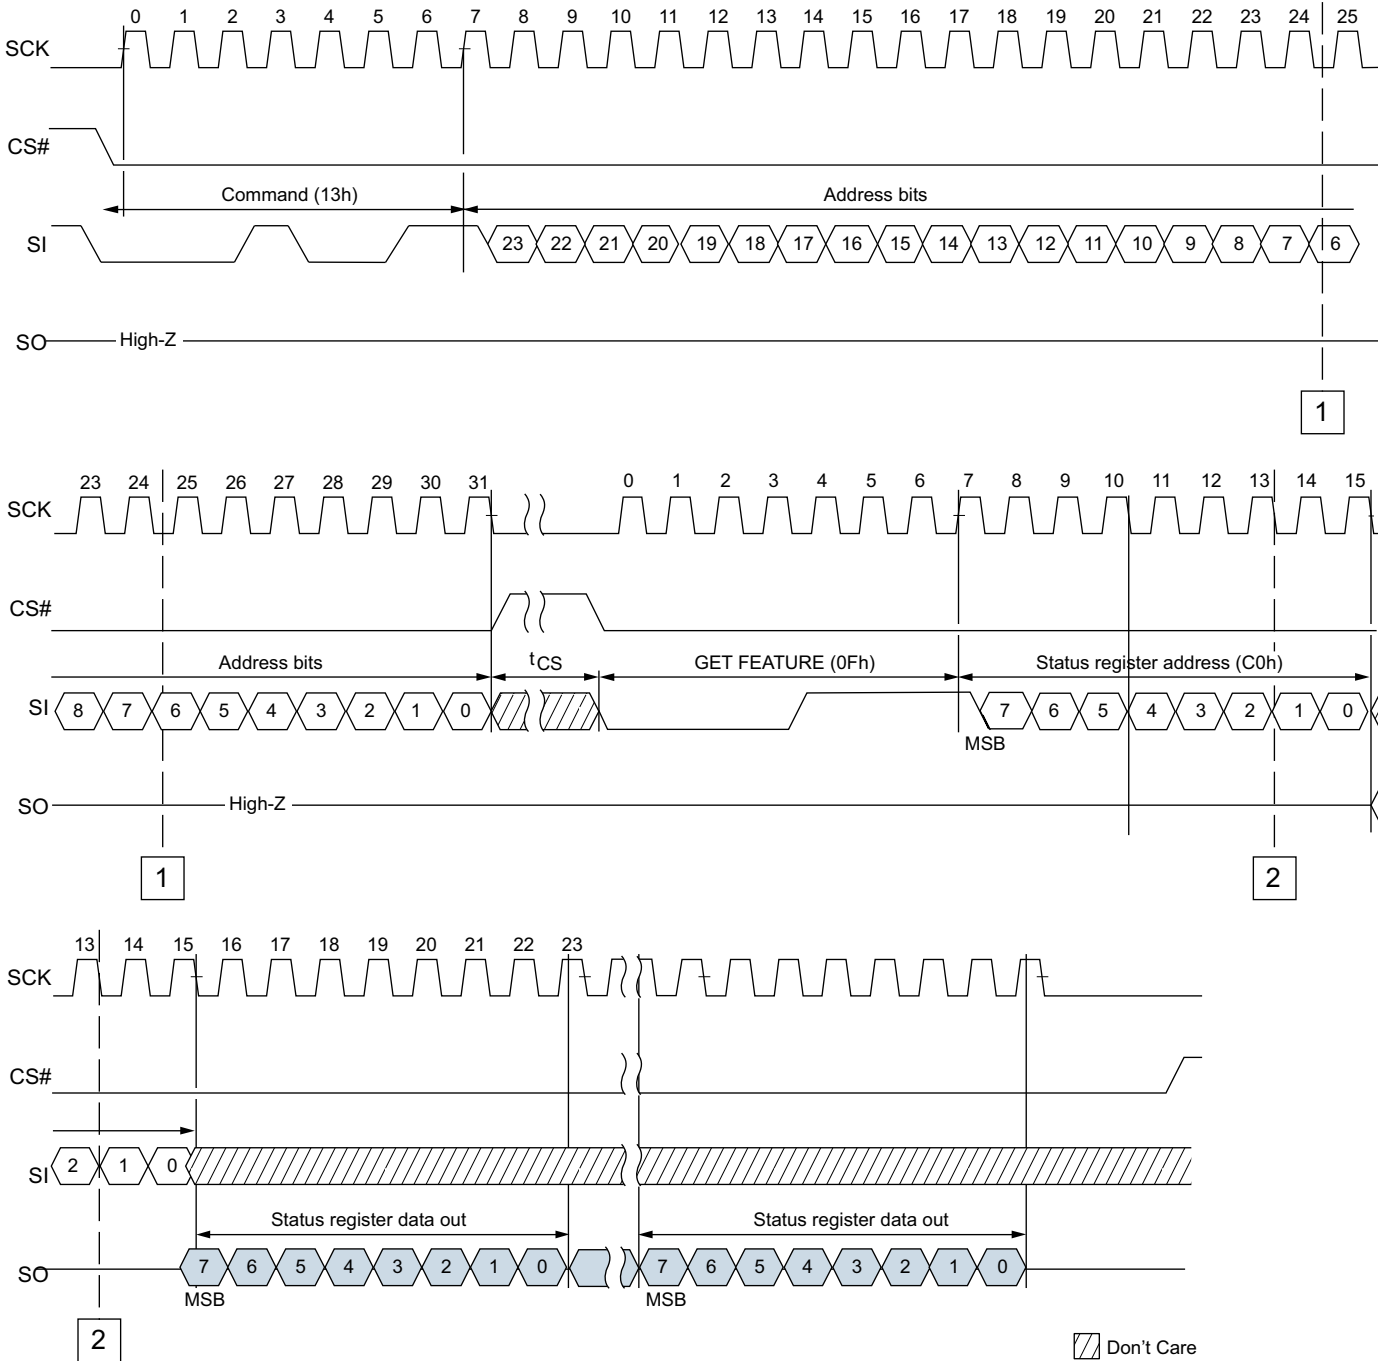 0 1 2 3 4 5 6 7 8 9 10 11 12 13 14 15 16 17 18 19 20 21 22 23 24 25
SCK
CS#
Command (13h) Address bits
SI 23 22 21 20 19 18 17 16 15 14 13 12 11 10 9 8 7 6
SO High-Z
1
23 24 25 26 27 28 29 30 31 0 1 2 3 4 5 6 7 8 9 10 11 12 13 14 15
SCK
CS#
Address bits tCS GET FEATURE (0Fh) Status register address (C0h)
SI 8 7 6 5 4 3 2 1 0 7 6 5 4 3 2 1 0
MSB
SO High-Z
1 2
13 14 15 16 17 18 19 20 21 22 23
SCK
CS#
SI 2 1 0
Status register data out Status register data out
SO 7 6 5 4 3 2 1 0 7 6 5 4 3 2 1 0
MSB MSB
2
Don't Care